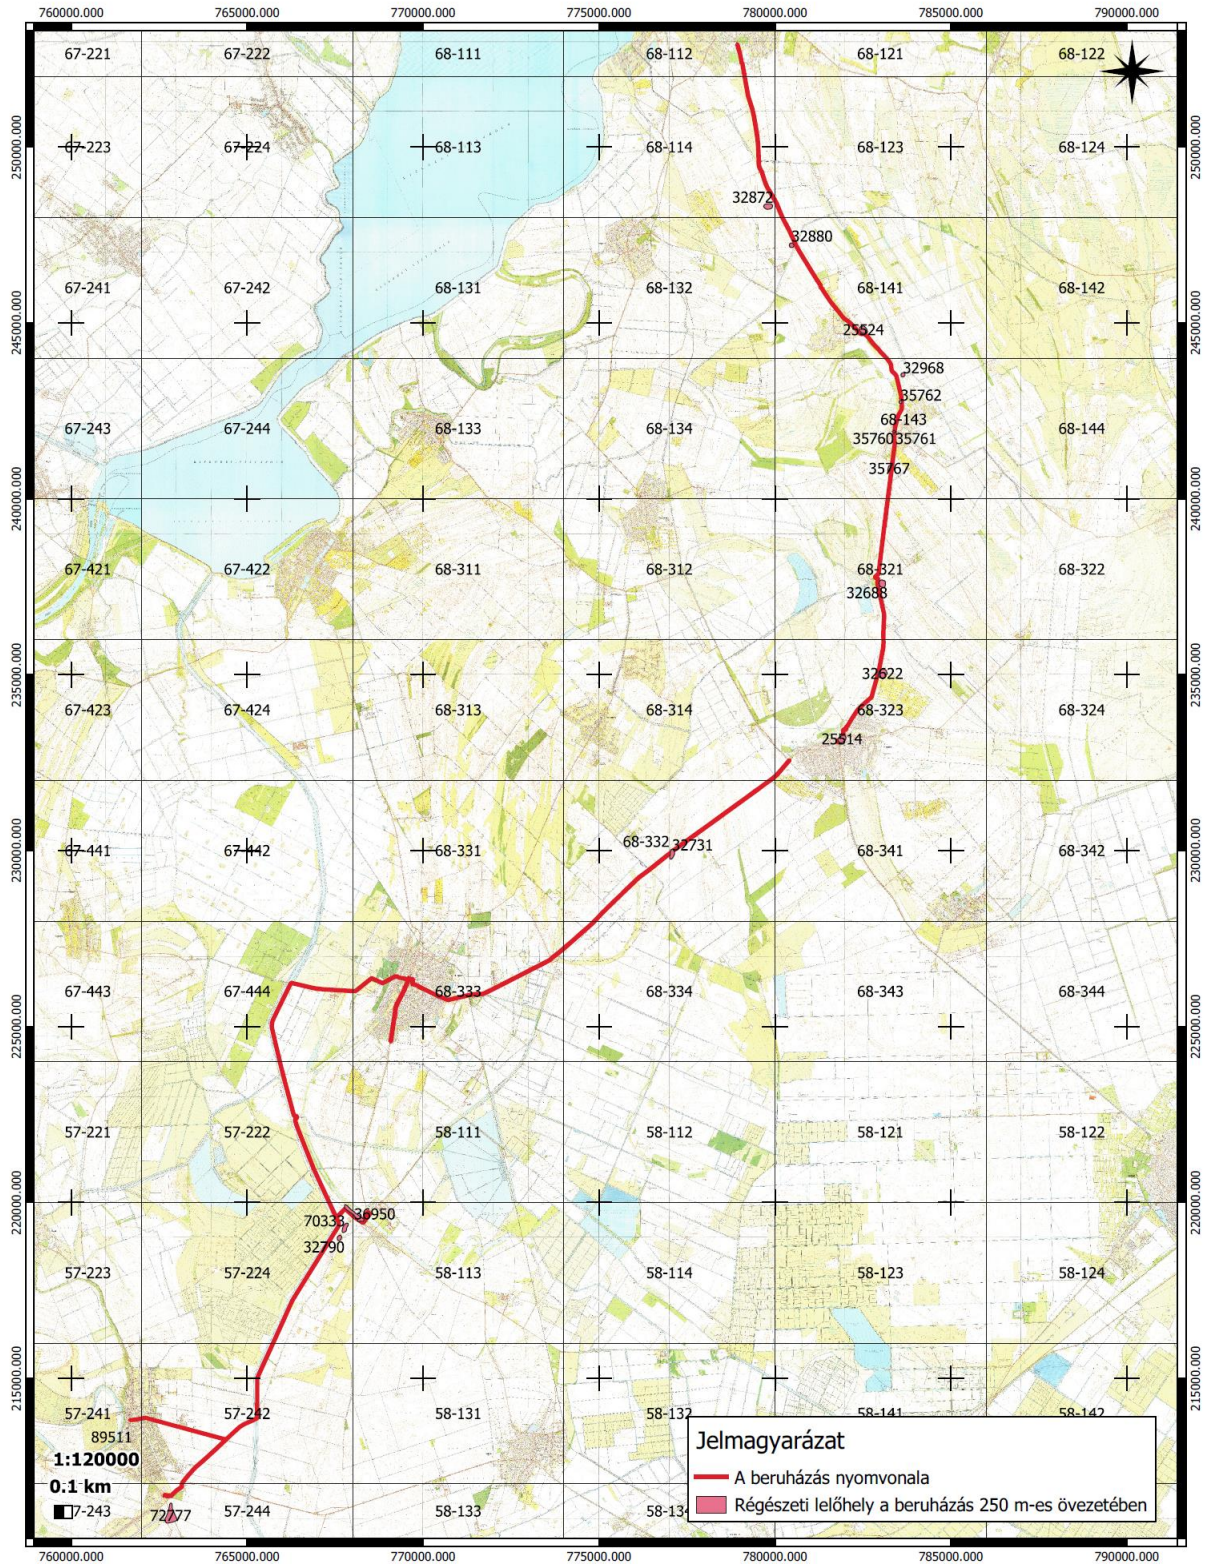 760000.000 765000.000 770000.000 775000.000 780000.000 785000.000 790000.000
67-221 67-222 68-111 68-112 68-121 68-122
250000.000 250000.000
67-223 67-224 68-113 68-114 68-123 68-124
32872
32880
67-241 67-242 68-131 68-132 68-141 68-142
245000.000 245000.000
25524
32968
35762
68-143
67-243 67-244 68-133 68-134 68-144
35760 35761
35767
240000.000 240000.000
67-421 67-422 68-311 68-312 68-321 68-322
32688
235000.000 235000.000
32622
67-423 67-424 68-313 68-314 68-323 68-324
25514
68-332 32731
230000.000 230000.000
67-441 67-442 68-331 68-341 68-342
67-443 67-444 68-333 68-334 68-343 68-344
225000.000 225000.000
57-221 57-222 58-111 58-112 58-121 58-122
220000.000 220000.000
36950
70333
32790
57-223 57-224 58-113 58-114 58-123 58-124
215000.000 215000.000
57-241 57-242 58-131 58-132 58-141 58-142
89511
Jelmagyarázat
1:120000
A beruházás nyomvonala
0.1 km
Régészeti lelőhely a beruházás 250 m-es övezetében
7-243 57-244 58-133 58-134
72777
760000.000 765000.000 770000.000 775000.000 780000.000 785000.000 790000.000